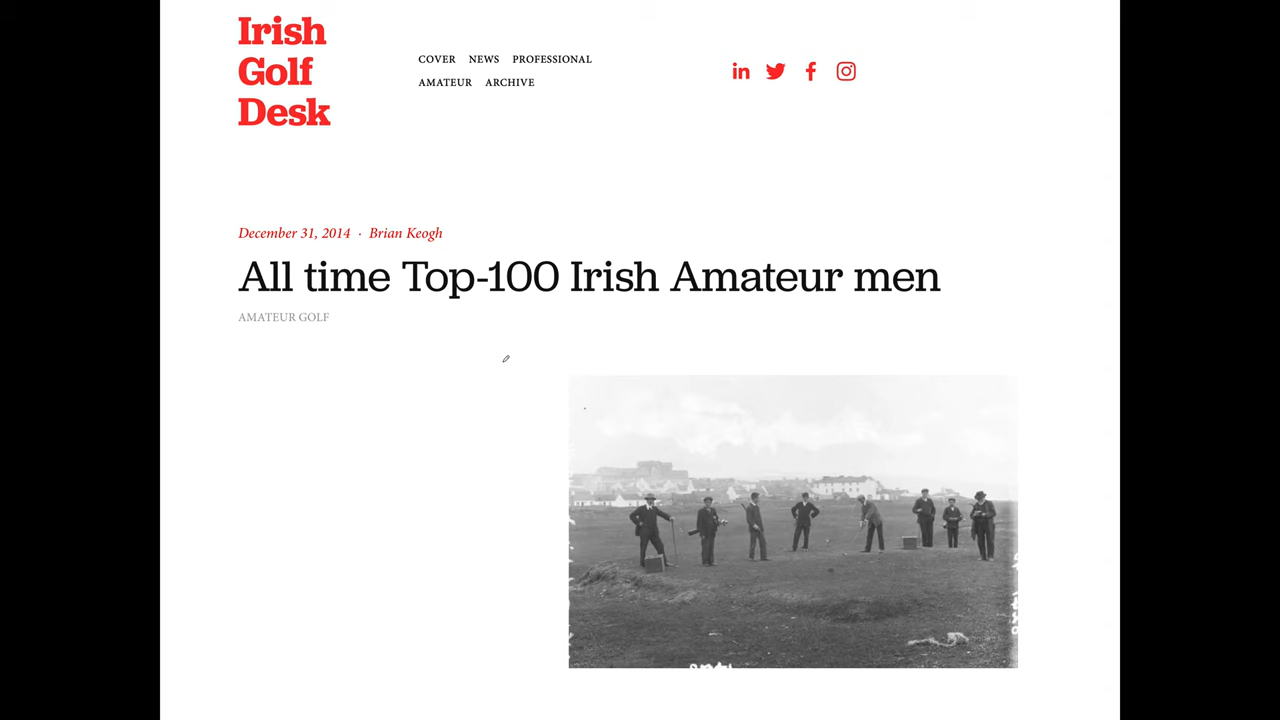 Irish
Golf
Desk
COVER NEWS PROFESSIONAL
AMATEUR ARCHIVE
December 31, 2014 · Brian Keogh
All time Top-100 Irish Amateur men
AMATEUR GOLF